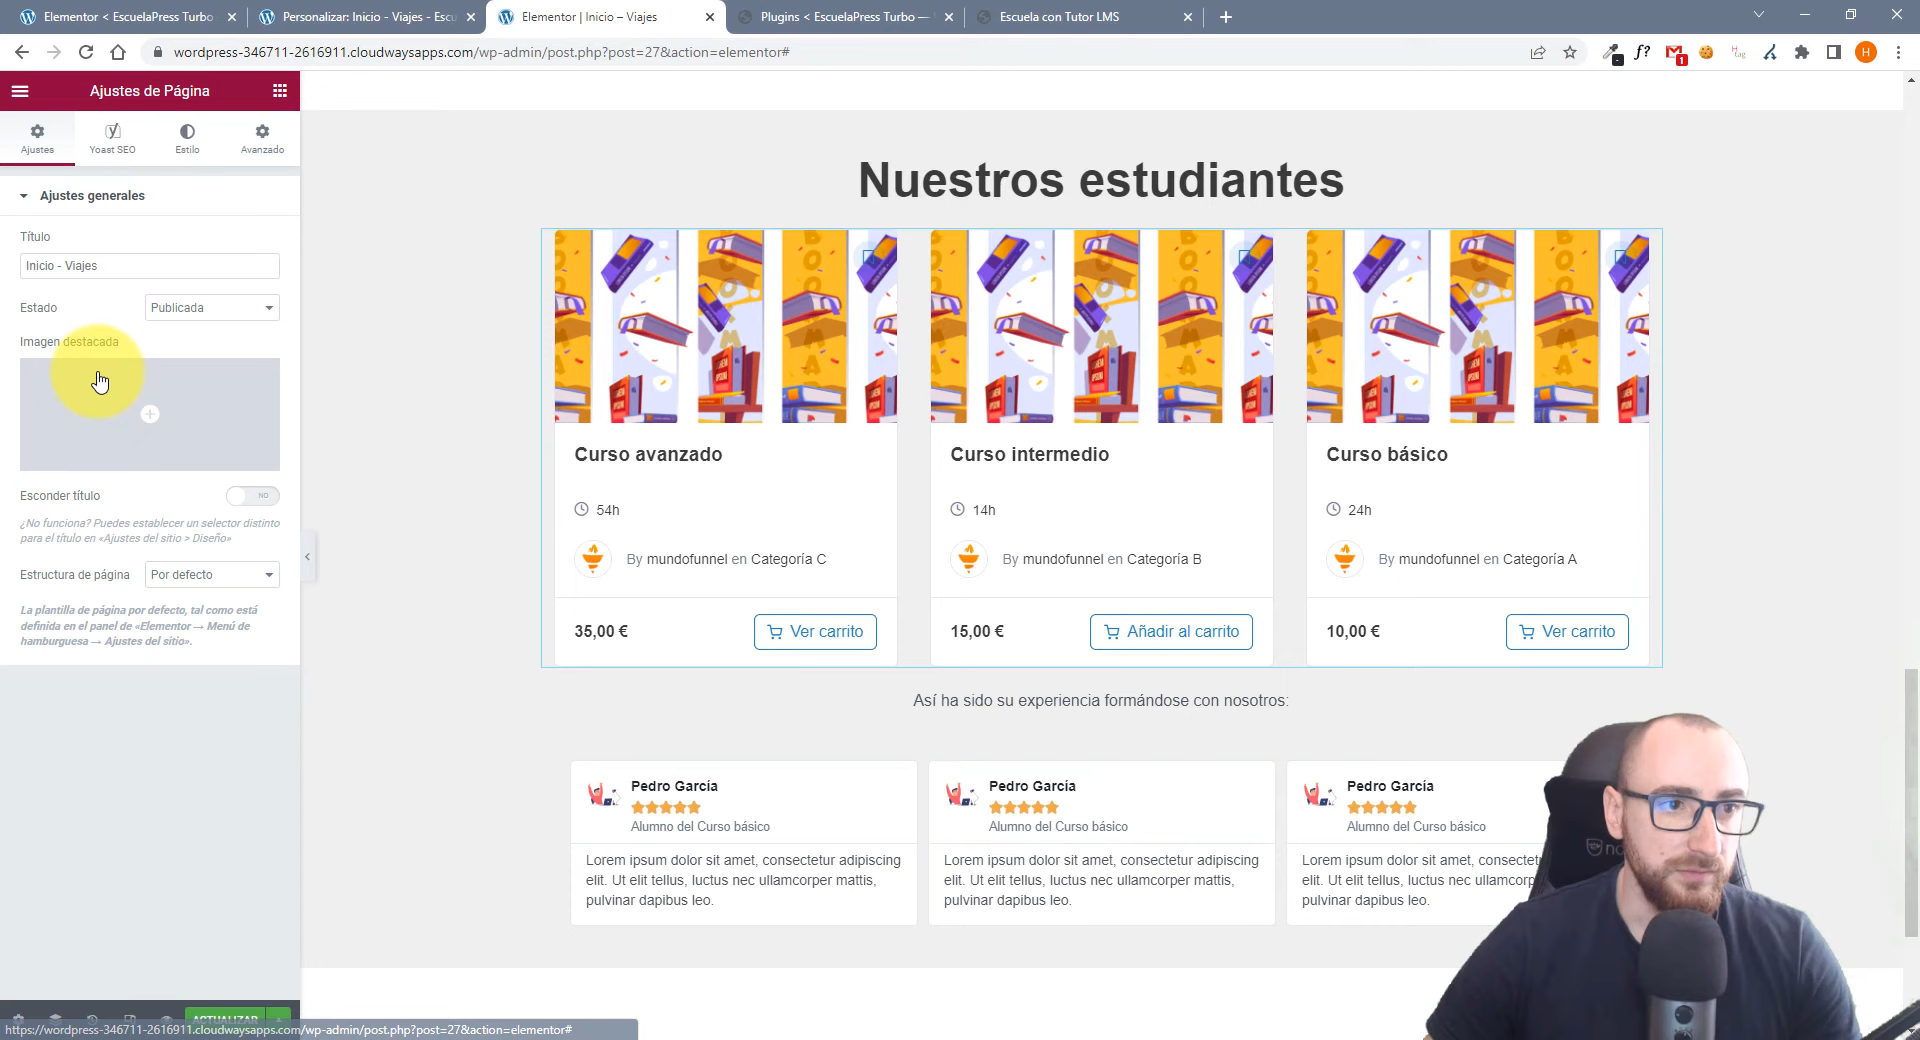 Elementor < EscuelaPress Turbo
Personalizar: Inicio - Viajes - Escu
Elementor | Inicio – Viajes
Plugins < EscuelaPress Turbo —
Escuela con Tutor LMS
wordpress-346711-2616911.cloudwaysapps.com/wp-admin/post.php?post=27&action=elementor#
Ajustes de Página
Ajustes
Yoast SEO
Estilo
Avanzado
Ajustes generales
Título
Inicio - Viajes
Estado
Publicada
Imagen destacada
Esconder título
NO
¿No funciona? Puedes establecer un selector distinto
para el título en «Ajustes del sitio > Diseño»
Estructura de página
Por defecto
La plantilla de página por defecto, tal como está
definida en el panel de «Elementor → Menú de
hamburguesa → Ajustes del sitio».
ACTUALIZAR
https://wordpress-346711-2616911.cloudwaysapps.com/wp-admin/post.php?post=27&action=elementor#
Nuestros estudiantes
Curso avanzado
54h
By mundofunnel en Categoría C
35,00 €
Ver carrito
Curso intermedio
14h
By mundofunnel en Categoría B
15,00 €
Añadir al carrito
Curso básico
24h
By mundofunnel en Categoría A
10,00 €
Ver carrito
Así ha sido su experiencia formándose con nosotros:
Pedro García
Alumno del Curso básico
Lorem ipsum dolor sit amet, consectetur adipiscing
elit. Ut elit tellus, luctus nec ullamcorper mattis,
pulvinar dapibus leo.
Pedro García
Alumno del Curso básico
Lorem ipsum dolor sit amet, consectetur adipiscing
elit. Ut elit tellus, luctus nec ullamcorper mattis,
pulvinar dapibus leo.
Pedro García
Alumno del Curso básico
Lorem ipsum dolor sit amet, consectetur
elit. Ut elit tellus, luctus nec ullamcorper
pulvinar dapibus leo.